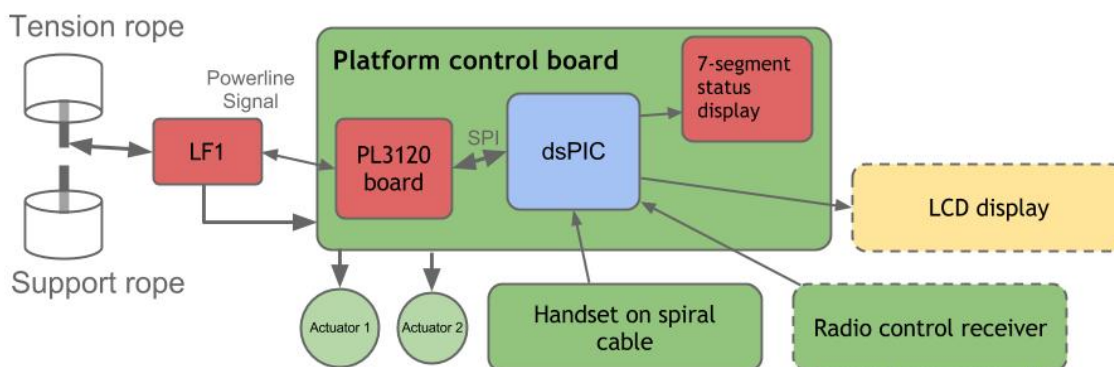 Tension rope
Powerline
Signal
LF1
Support rope
Platform control board
PL3120
board
SPI
dsPIC
7-segment
status
display
LCD display
Actuator 1
Actuator 2
Handset on spiral
cable
Radio control receiver